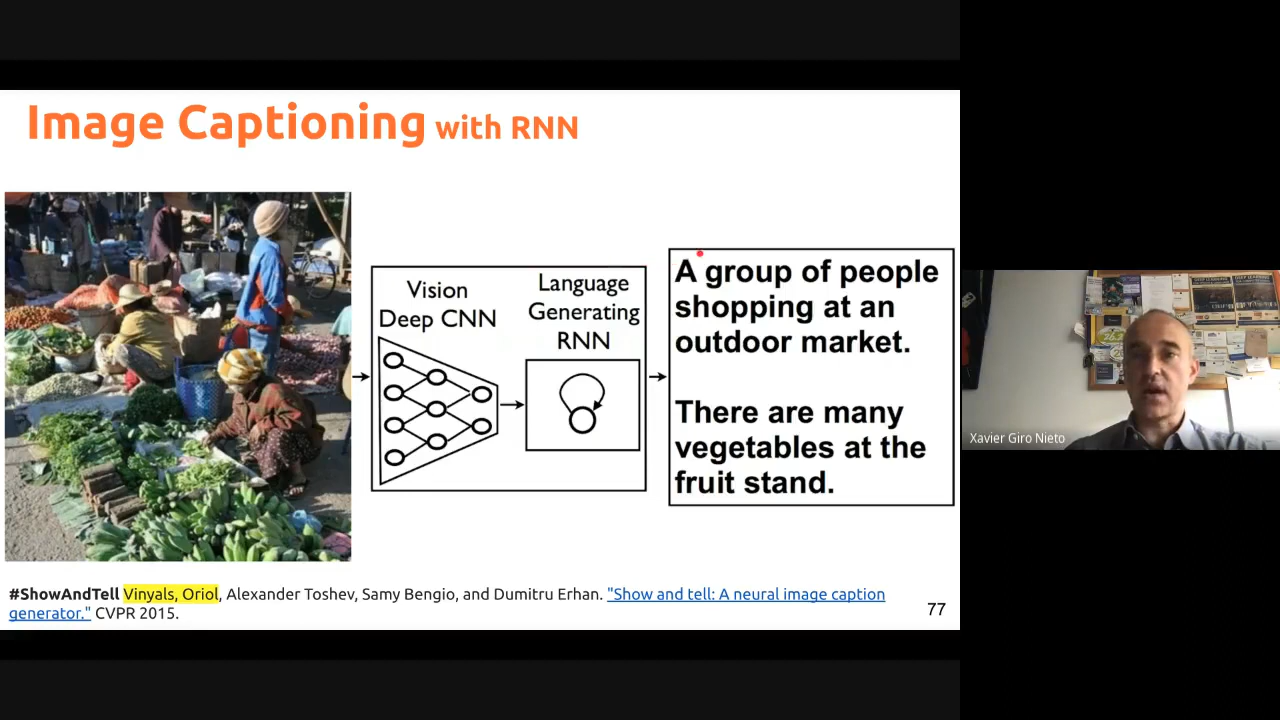 Image Captioning with RNN
Vision
Deep CNN
Language
Generating
RNN
A group of people
shopping at an
outdoor market.
There are many
vegetables at the
fruit stand.
#ShowAndTell Vinyals, Oriol, Alexander Toshev, Samy Bengio, and Dumitru Erhan. "Show and tell: A neural image caption
generator." CVPR 2015.
77
Xavier Giro Nieto